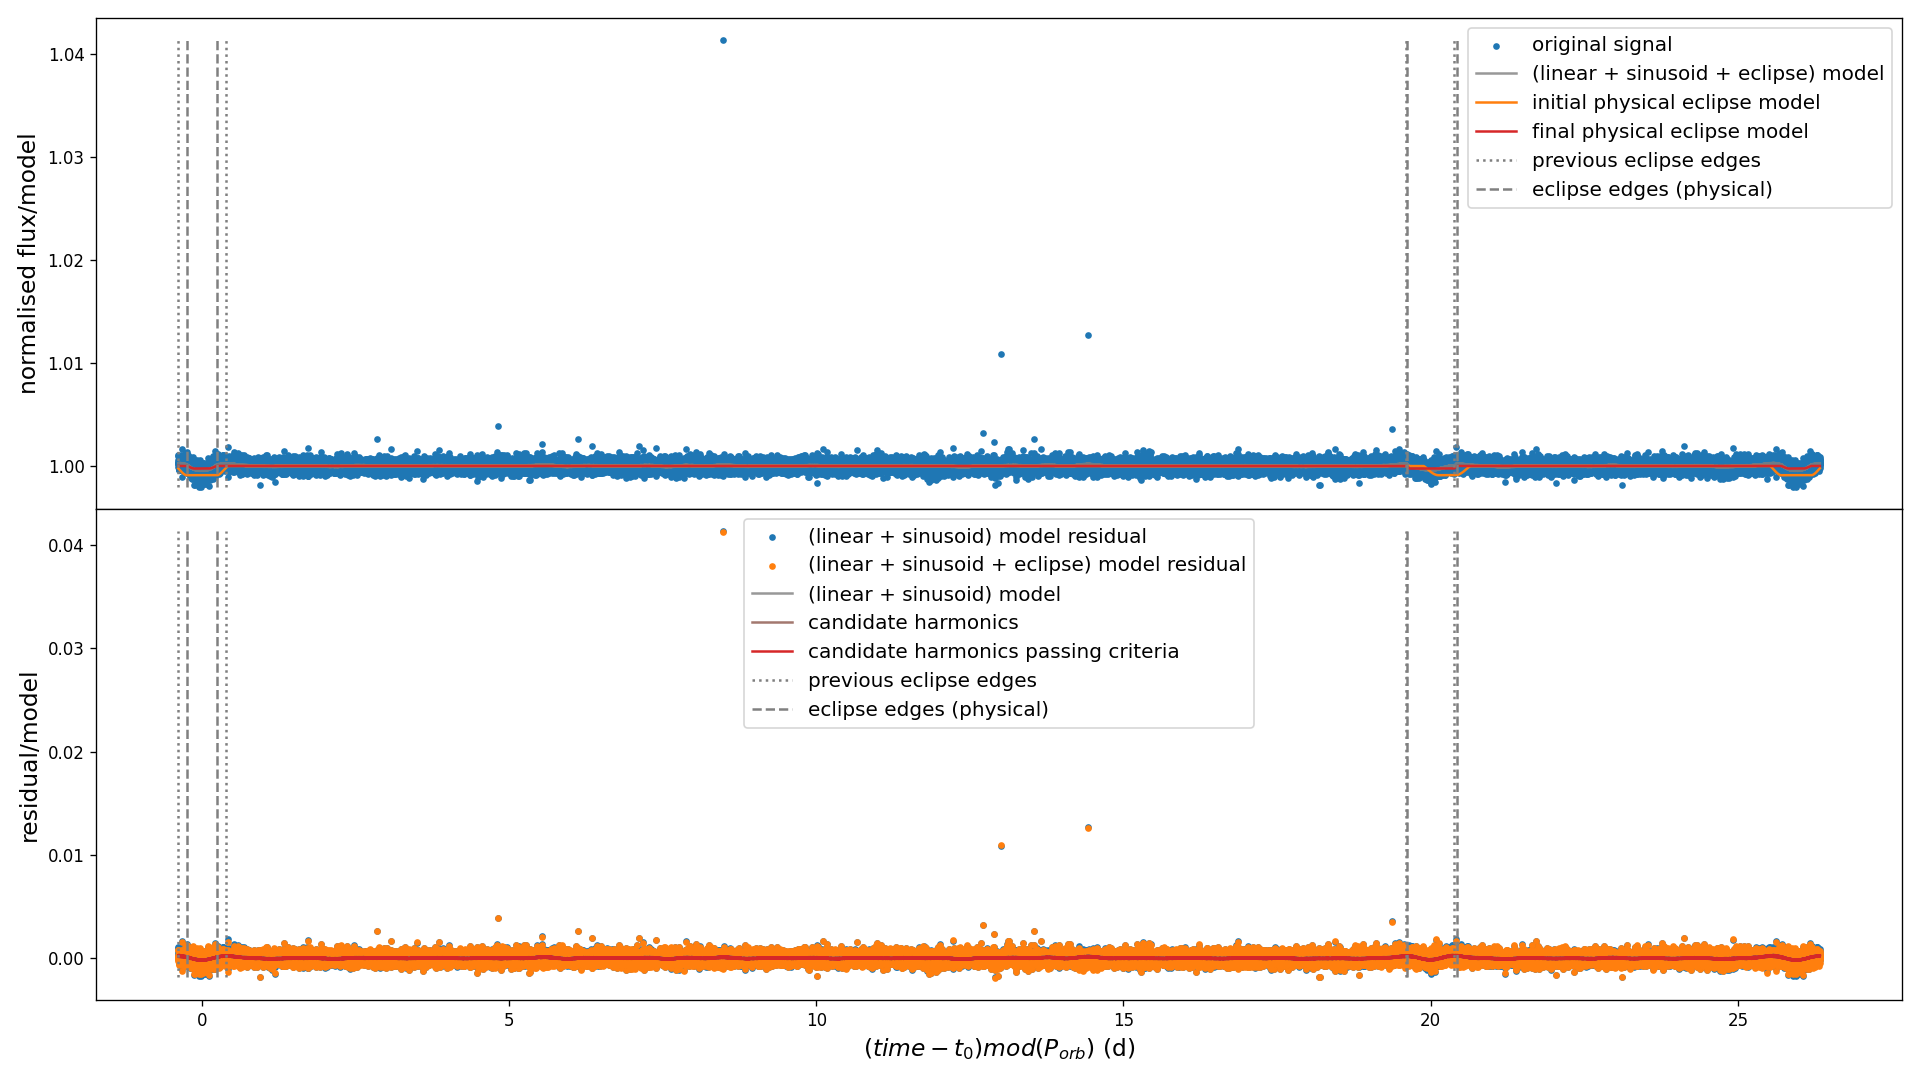 normalised flux/model
1.04
1.03
1.02
1.01
1.00
original signal
(linear + sinusoid + eclipse) model
initial physical eclipse model
final physical eclipse model
previous eclipse edges
eclipse edges (physical)
residual/model
0.04
0.03
0.02
0.01
0.00
(linear + sinusoid) model residual
(linear + sinusoid + eclipse) model residual
(linear + sinusoid) model
candidate harmonics
candidate harmonics passing criteria
previous eclipse edges
eclipse edges (physical)
0 5 10 15 20 25
(time − t₀)mod(P_orb) (d)